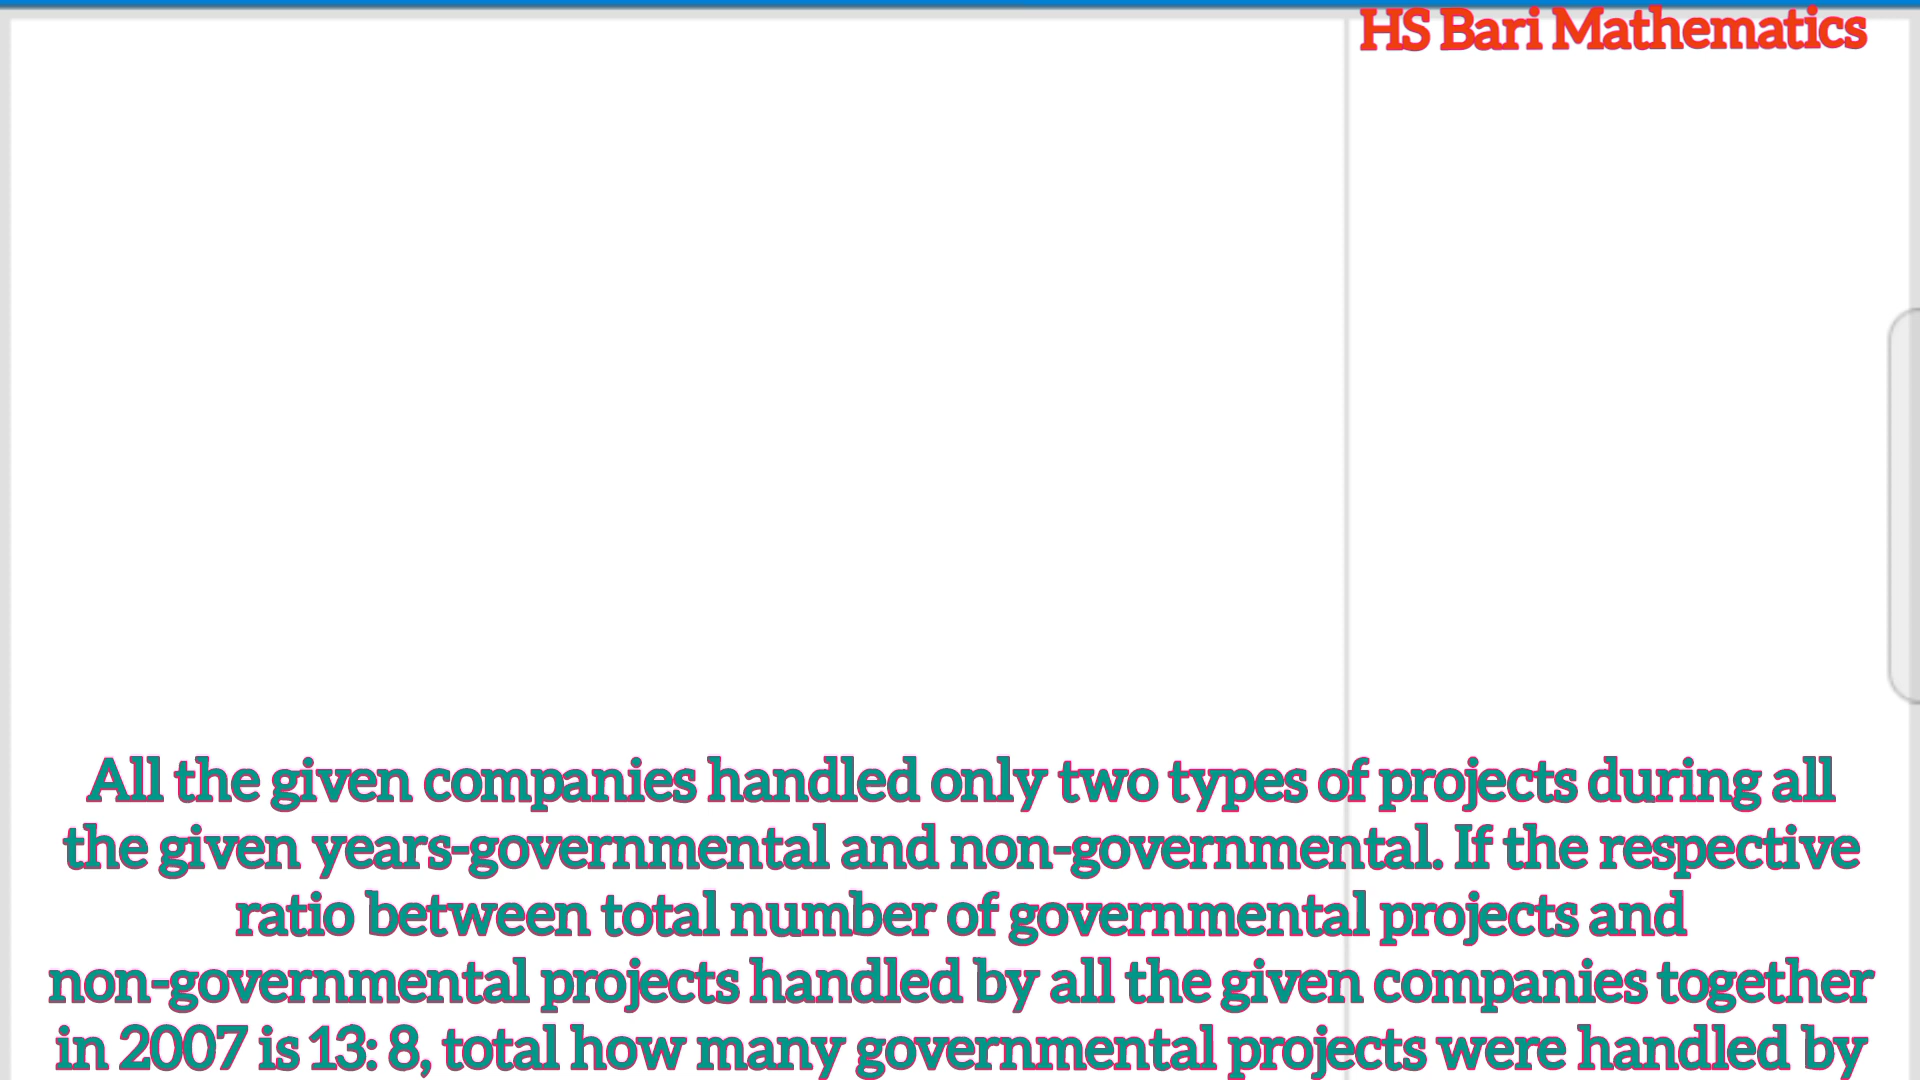 HS Bari Mathematics
All the given companies handled only two types of projects during all
the given years-governmental and non-governmental. If the respective
ratio between total number of governmental projects and
non-governmental projects handled by all the given companies together
in 2007 is 13: 8, total how many governmental projects were handled by